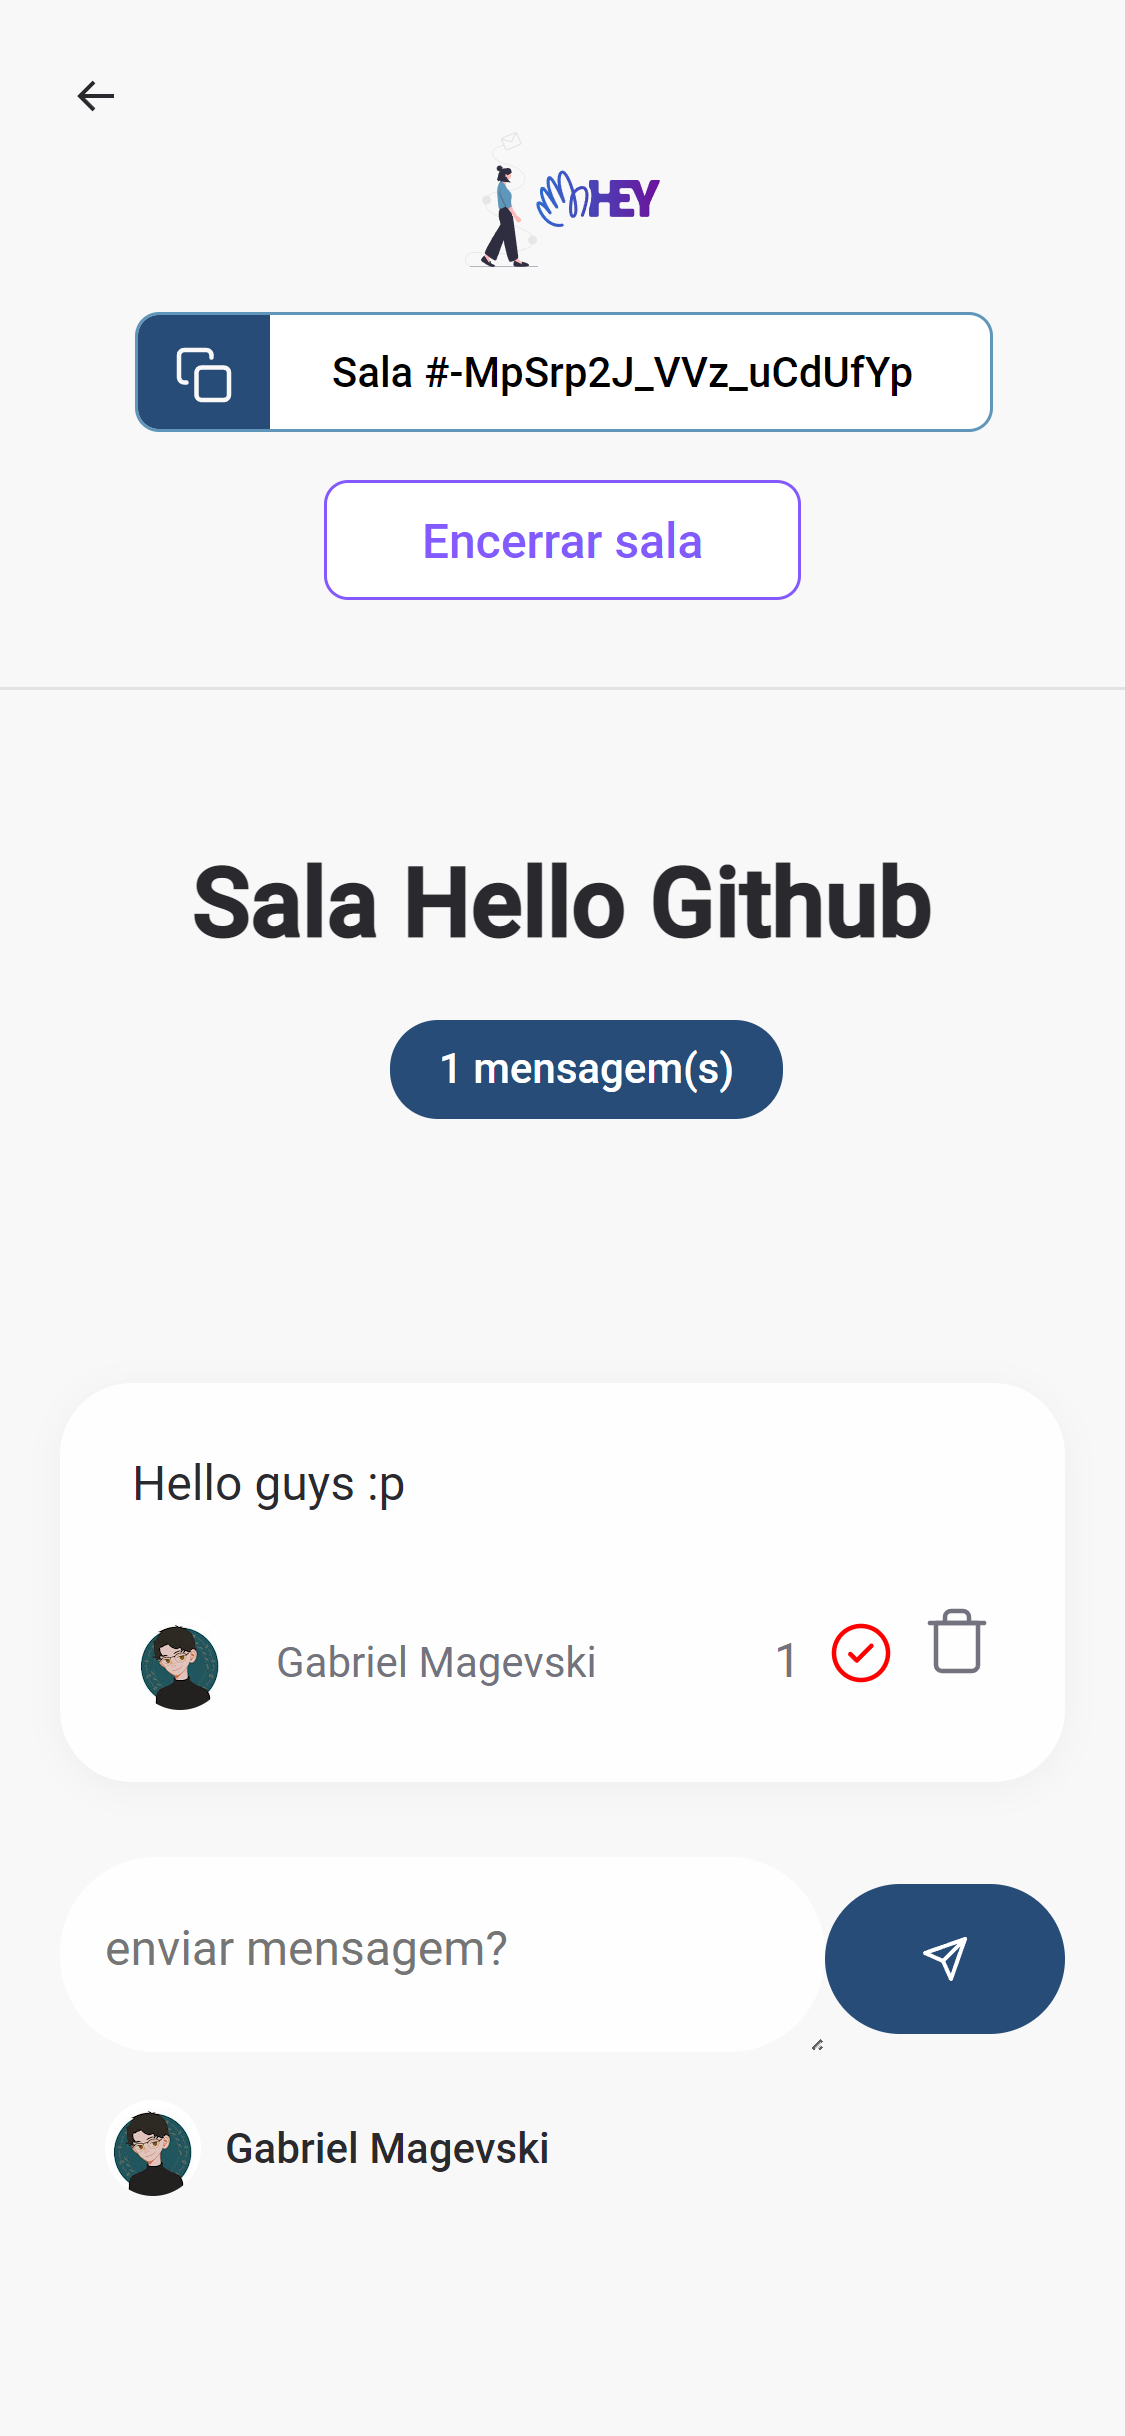 HEY
Sala #-MpSrp2J_VVz_uCdUfYp
Encerrar sala
Sala Hello Github
1 mensagem(s)
Hello guys :p
Gabriel Magevski 1
enviar mensagem?
Gabriel Magevski